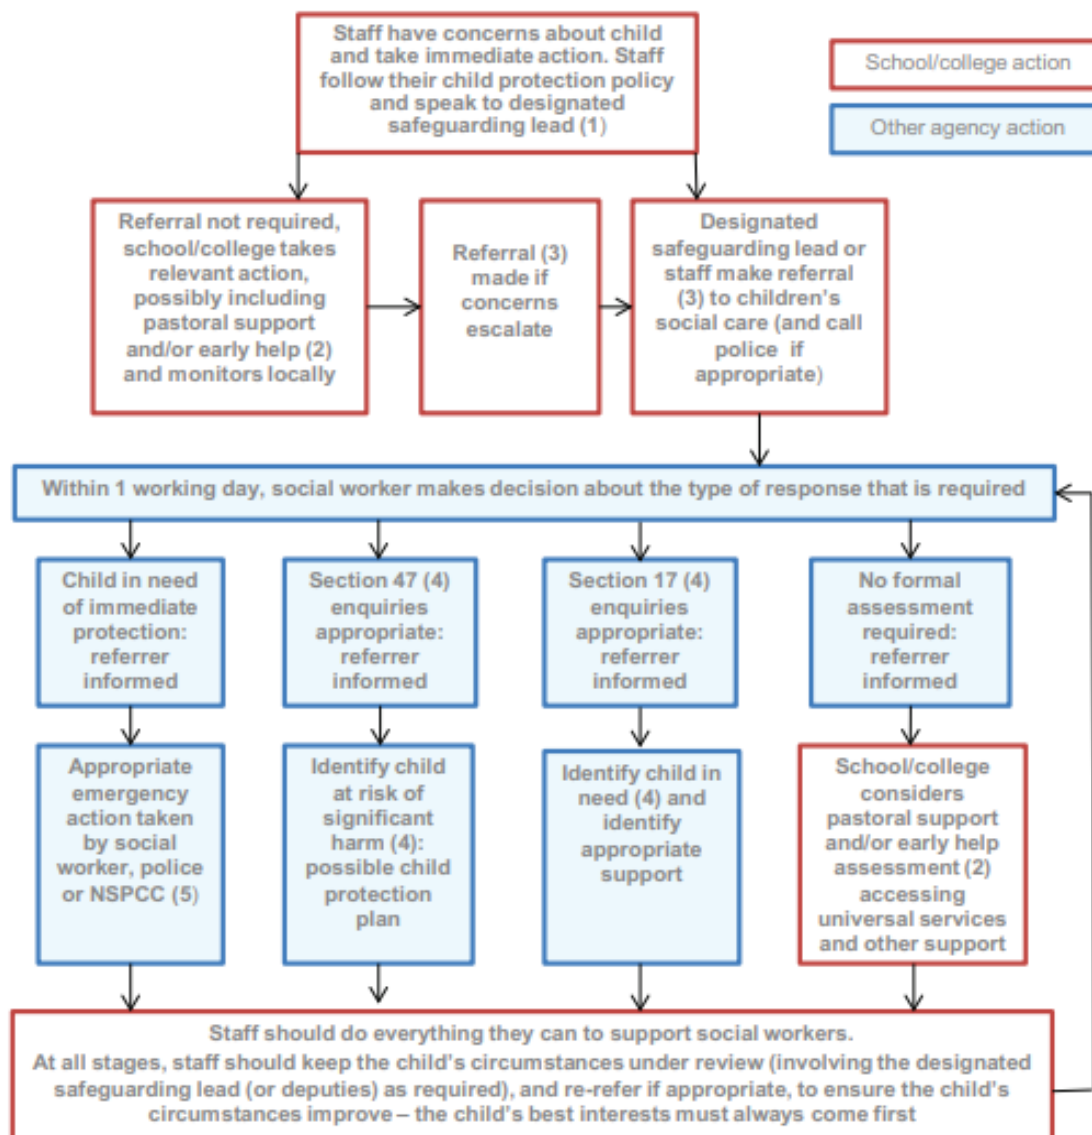 Staff have concerns about child
and take immediate action. Staff
follow their child protection policy
and speak to designated
safeguarding lead (1)
School/college action
Other agency action
Referral not required,
school/college takes
relevant action,
possibly including
pastoral support
and/or early help (2)
and monitors locally
Referral (3)
made if
concerns
escalate
Designated
safeguarding lead or
staff make referral
(3) to children's
social care (and call
police if
appropriate)
Within 1 working day, social worker makes decision about the type of response that is required
Child in need
of immediate
protection:
referrer
informed
Section 47 (4)
enquiries
appropriate:
referrer
informed
Section 17 (4)
enquiries
appropriate:
referrer
informed
No formal
assessment
required:
referrer
informed
Appropriate
emergency
action taken
by social
worker, police
or NSPCC (5)
Identify child
at risk of
significant
harm (4):
possible child
protection
plan
Identify child in
need (4) and
identify
appropriate
support
School/college
considers
pastoral support
and/or early help
assessment (2)
accessing
universal services
and other support
Staff should do everything they can to support social workers.
At all stages, staff should keep the child's circumstances under review (involving the designated
safeguarding lead (or deputies) as required), and re-refer if appropriate, to ensure the child's
circumstances improve – the child's best interests must always come first